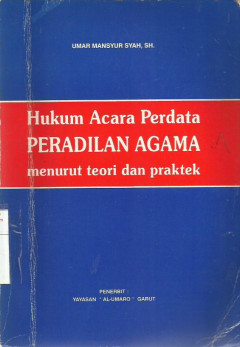 UMAR MANSYUR SYAH, SH.
Hukum Acara Perdata
PERADILAN AGAMA
menurut teori dan praktek
PENERBIT :
YAYASAN " AL-UMARO " GARUT